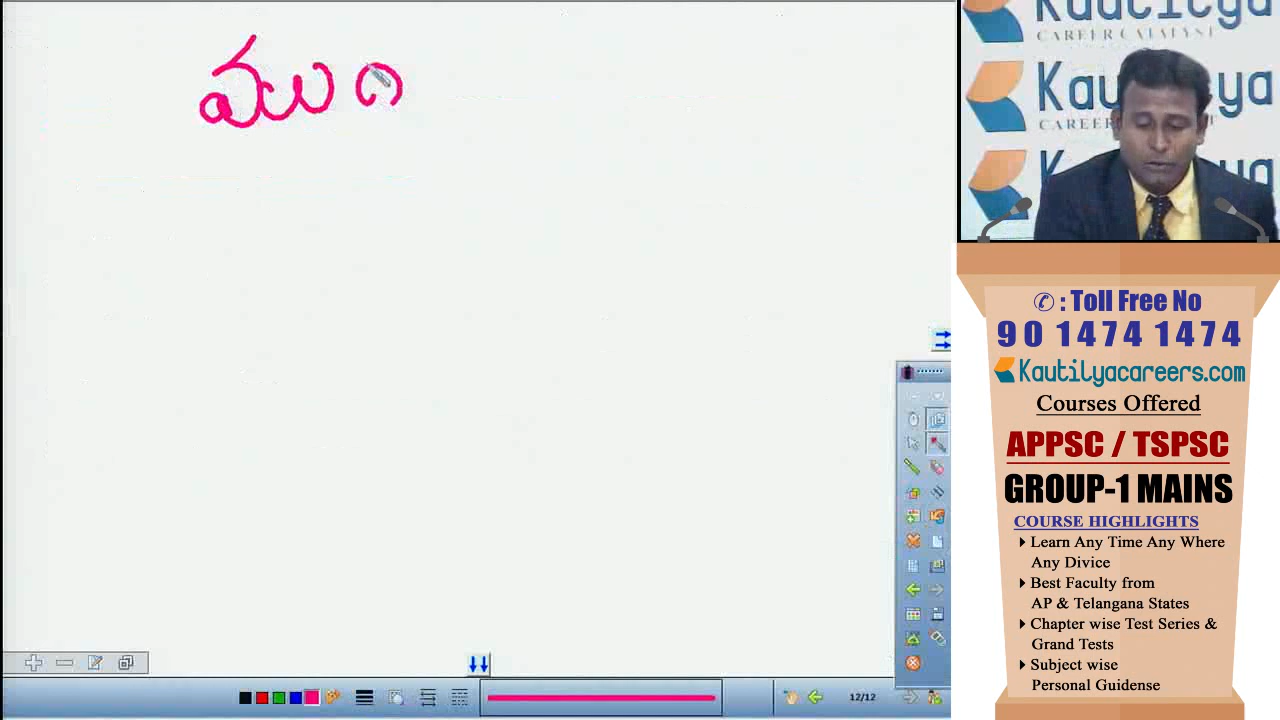 ముగ
Kautilya
CAREER CATALYST
Kautilya
CAREER
✆ : Toll Free No
90 1474 1474
Kautilyacareers.com
Courses Offered
APPSC / TSPSC
GROUP-1 MAINS
COURSE HIGHLIGHTS
Learn Any Time Any Where
Any Divice
Best Faculty from
AP & Telangana States
Chapter wise Test Series &
Grand Tests
Subject wise
Personal Guidense
12/12